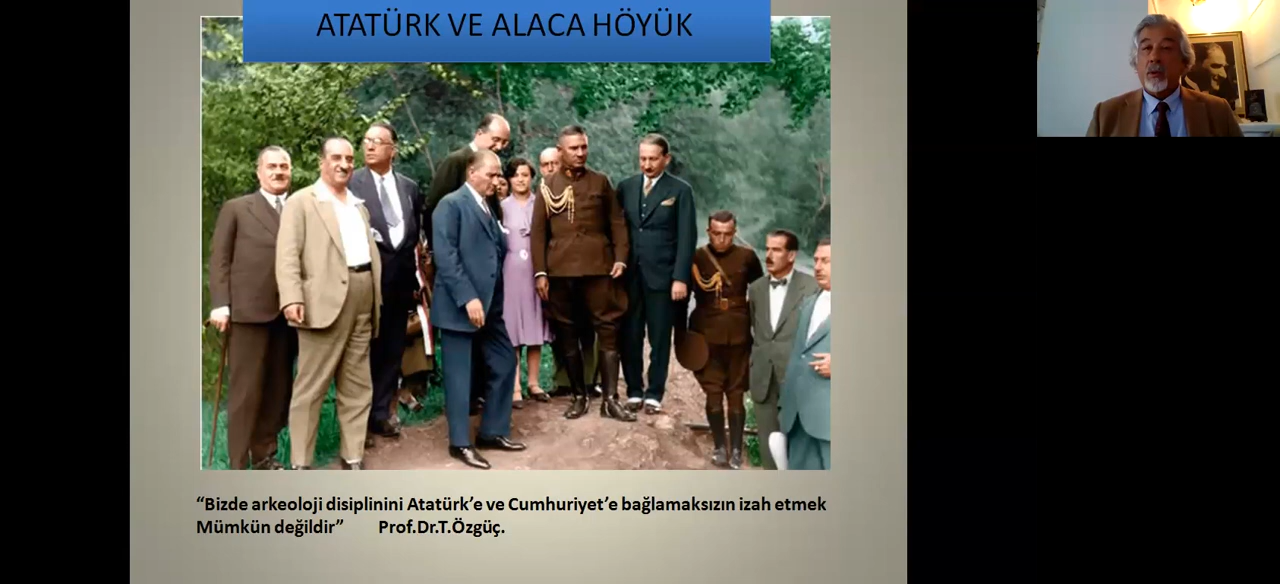 ATATÜRK VE ALACA HÖYÜK
“Bizde arkeoloji disiplinini Atatürk’e ve Cumhuriyet’e bağlamaksızın izah etmek
Mümkün değildir” Prof.Dr.T.Özgüç.